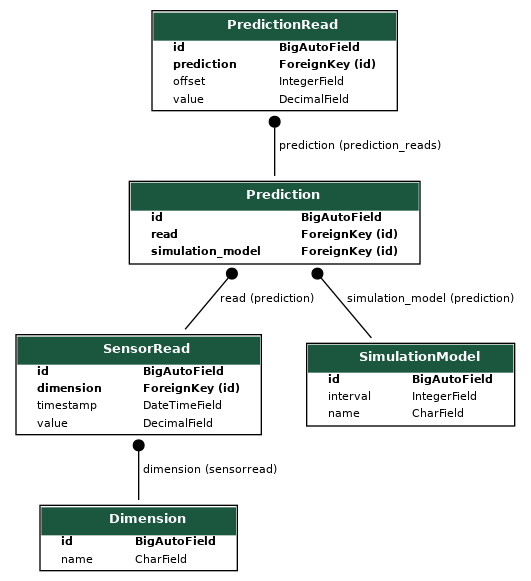 PredictionRead
id BigAutoField
prediction ForeignKey (id)
offset IntegerField
value DecimalField
prediction (prediction_reads)
Prediction
id BigAutoField
read ForeignKey (id)
simulation_model ForeignKey (id)
read (prediction)
simulation_model (prediction)
SensorRead
id BigAutoField
dimension ForeignKey (id)
timestamp DateTimeField
value DecimalField
SimulationModel
id BigAutoField
interval IntegerField
name CharField
dimension (sensorread)
Dimension
id BigAutoField
name CharField